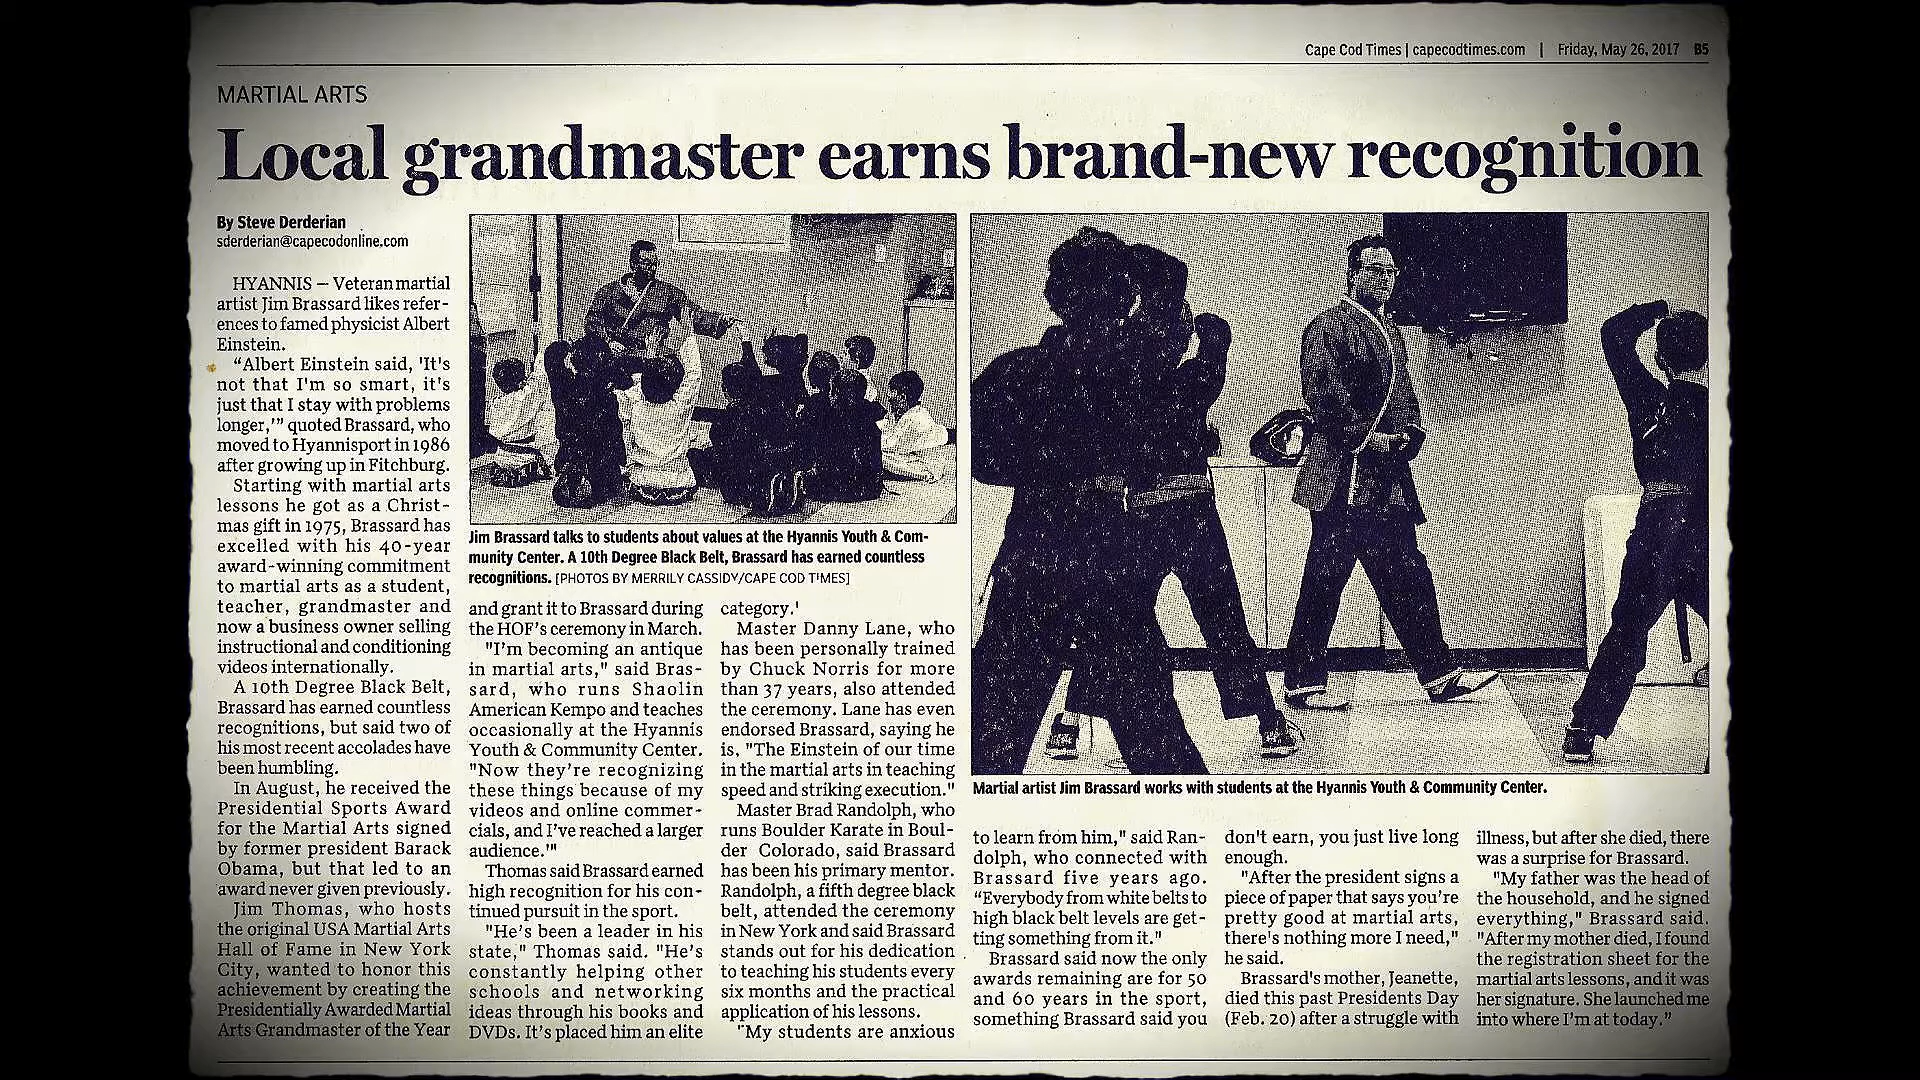 Cape Cod Times | capecodtimes.com | Friday, May 26, 2017 B5
MARTIAL ARTS
Local grandmaster earns brand-new recognition
By Steve Derderian
sderderian@capecodonline.com
HYANNIS – Veteran martial
artist Jim Brassard likes refer-
ences to famed physicist Albert
Einstein.
“Albert Einstein said, 'It's
not that I'm so smart, it's
just that I stay with problems
longer,'” quoted Brassard, who
moved to Hyannisport in 1986
after growing up in Fitchburg.
Starting with martial arts
lessons he got as a Christ-
mas gift in 1975, Brassard has
excelled with his 40-year
award-winning commitment
to martial arts as a student,
teacher, grandmaster and
now a business owner selling
instructional and conditioning
videos internationally.
A 10th Degree Black Belt,
Brassard has earned countless
recognitions, but said two of
his most recent accolades have
been humbling.
In August, he received the
Presidential Sports Award
for the Martial Arts signed
by former president Barack
Obama, but that led to an
award never given previously.
Jim Thomas, who hosts
the original USA Martial Arts
Hall of Fame in New York
City, wanted to honor this
achievement by creating the
Presidentially Awarded Martial
Arts Grandmaster of the Year
Jim Brassard talks to students about values at the Hyannis Youth & Com-
munity Center. A 10th Degree Black Belt, Brassard has earned countless
recognitions. [PHOTOS BY MERRILY CASSIDY/CAPE COD TIMES]
and grant it to Brassard during
the HOF's ceremony in March.
"I'm becoming an antique
in martial arts," said Bras-
sard, who runs Shaolin
American Kempo and teaches
occasionally at the Hyannis
Youth & Community Center.
"Now they're recognizing
these things because of my
videos and online commer-
cials, and I've reached a larger
audience.'"
Thomas said Brassard earned
high recognition for his con-
tinued pursuit in the sport.
"He's been a leader in his
state," Thomas said. "He's
constantly helping other
schools and networking
ideas through his books and
DVDs. It's placed him an elite
category.'
Master Danny Lane, who
has been personally trained
by Chuck Norris for more
than 37 years, also attended
the ceremony. Lane has even
endorsed Brassard, saying he
is, "The Einstein of our time
in the martial arts in teaching
speed and striking execution."
Master Brad Randolph, who
runs Boulder Karate in Boul-
der Colorado, said Brassard
has been his primary mentor.
Randolph, a fifth degree black
belt, attended the ceremony
in New York and said Brassard
stands out for his dedication
to teaching his students every
six months and the practical
application of his lessons.
"My students are anxious
Martial artist Jim Brassard works with students at the Hyannis Youth & Community Center.
to learn from him," said Ran-
dolph, who connected with
Brassard five years ago.
“Everybody from white belts to
high black belt levels are get-
ting something from it."
Brassard said now the only
awards remaining are for 50
and 60 years in the sport,
something Brassard said you
don't earn, you just live long
enough.
"After the president signs a
piece of paper that says you're
pretty good at martial arts,
there's nothing more I need,"
he said.
Brassard's mother, Jeanette,
died this past Presidents Day
(Feb. 20) after a struggle with
illness, but after she died, there
was a surprise for Brassard.
"My father was the head of
the household, and he signed
everything," Brassard said.
"After my mother died, I found
the registration sheet for the
martial arts lessons, and it was
her signature. She launched me
into where I'm at today.”